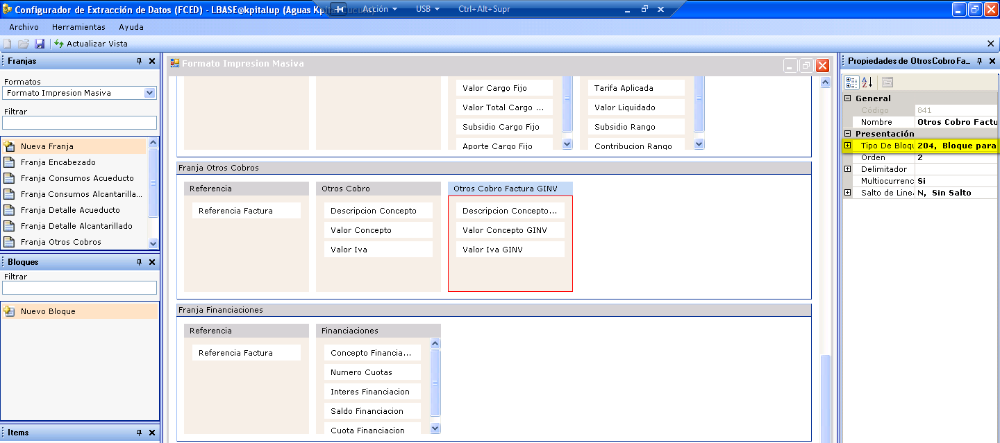 Configurador de Extracción de Datos (FCED) - LBASE@kpitalup (Aguas Kp
Acción
USB
Ctrl+Alt+Supr
Archivo Herramientas Ayuda
Actualizar Vista
Franjas
Formatos
Formato Impresion Masiva
Filtrar
Nueva Franja
Franja Encabezado
Franja Consumos Acueducto
Franja Consumos Alcantarilla...
Franja Detalle Acueducto
Franja Detalle Alcantarillado
Franja Otros Cobros
Bloques
Filtrar
Nuevo Bloque
Items
Formato Impresion Masiva
Valor Cargo Fijo
Valor Total Cargo ...
Subsidio Cargo Fijo
Aporte Cargo Fijo
Tarifa Aplicada
Valor Liquidado
Subsidio Rango
Contribucion Rango
Franja Otros Cobros
Referencia
Referencia Factura
Otros Cobro
Descripcion Concepto
Valor Concepto
Valor Iva
Otros Cobro Factura GINV
Descripcion Concepto...
Valor Concepto GINV
Valor Iva GINV
Franja Financiaciones
Referencia
Referencia Factura
Financiaciones
Concepto Financia...
Numero Cuotas
Interes Financiacion
Saldo Financiacion
Cuota Financiacion
Propiedades de OtrosCobro Fa...
General
Código 841
Nombre Otros Cobro Factu
Presentación
Tipo De Bloqu 204, Bloque para
Orden 2
Delimitador
Multiocurrenc Si
Salto de Line N, Sin Salto